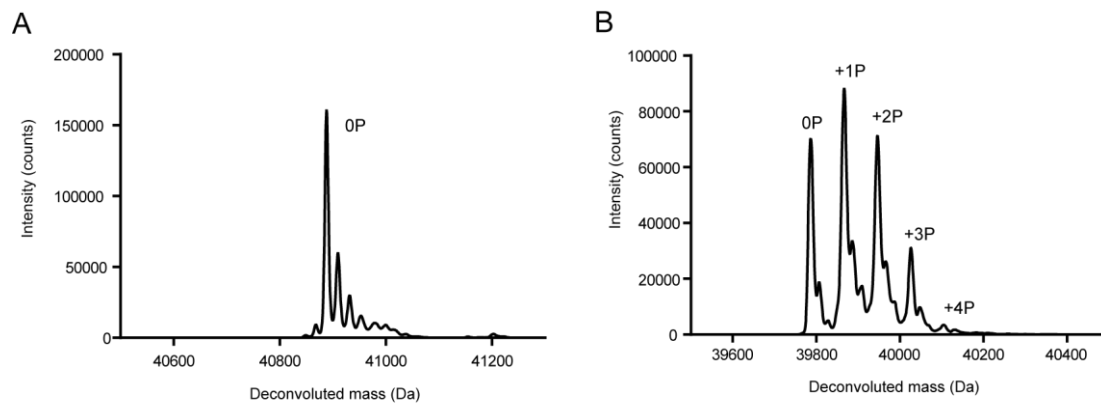 A
200000
150000
100000
50000
0
Intensity (counts)
0P
40600
40800
41000
41200
Deconvoluted mass (Da)
B
100000
80000
60000
40000
20000
0
Intensity (counts)
0P
+1P
+2P
+3P
+4P
39600
39800
40000
40200
40400
Deconvoluted mass (Da)